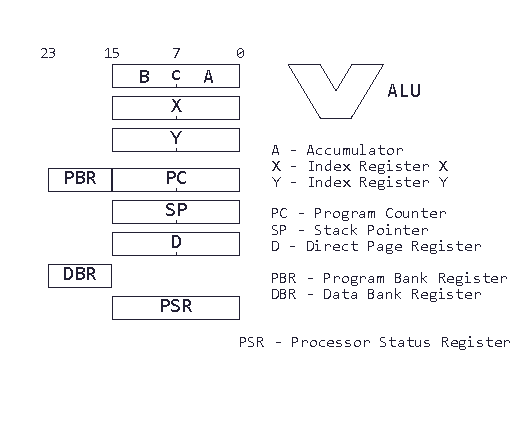 23 15 7 0
B C A
ALU
X
Y
A - Accumulator
X - Index Register X
Y - Index Register Y
PBR PC
SP
D
PC - Program Counter
SP - Stack Pointer
D - Direct Page Register
DBR
PBR - Program Bank Register
DBR - Data Bank Register
PSR
PSR - Processor Status Register